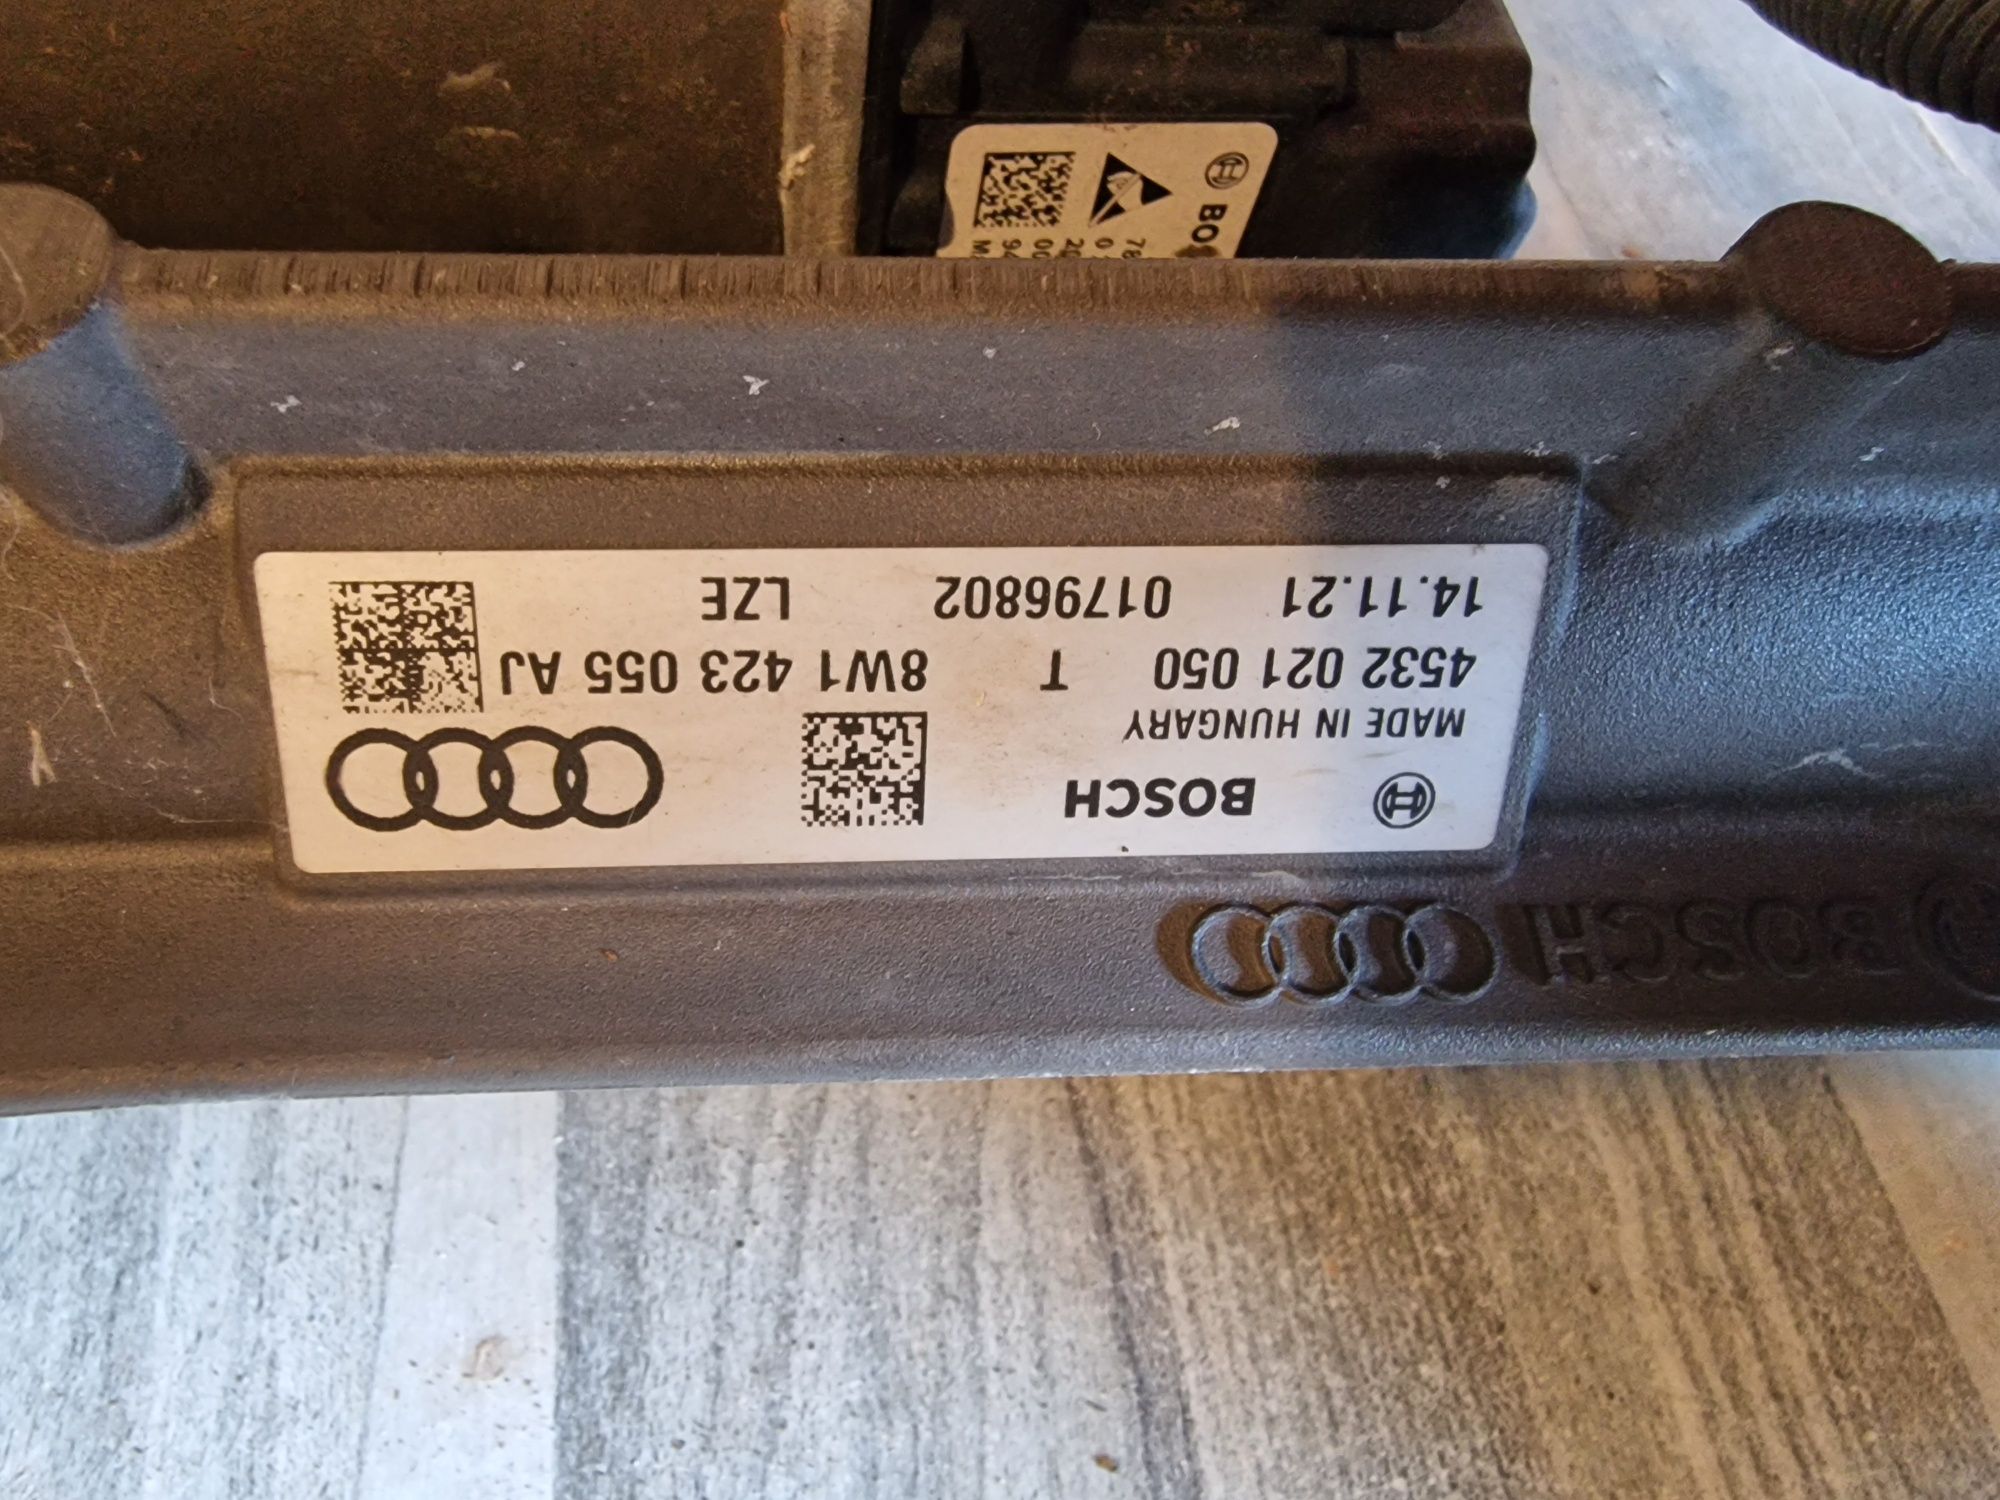 BOSCH
BOSCH
MADE IN HUNGARY
4532 021 050 T 8W1 423 055 AJ
14.11.21 01796802 LZE